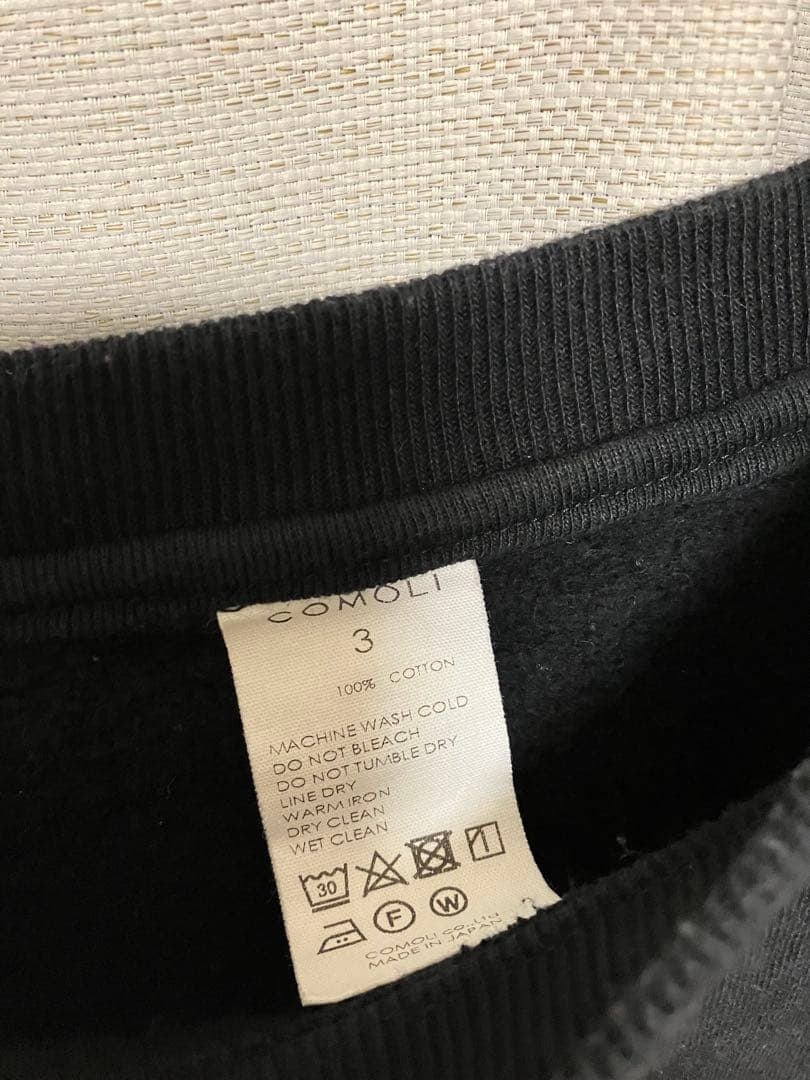 COMOLI
3
100% COTTON
MACHINE WASH COLD
DO NOT BLEACH
DO NOT TUMBLE DRY
LINE DRY
WARM IRON
DRY CLEAN
WET CLEAN
30
F W
COMOLI CO.,Ltd
MADE IN JAPAN